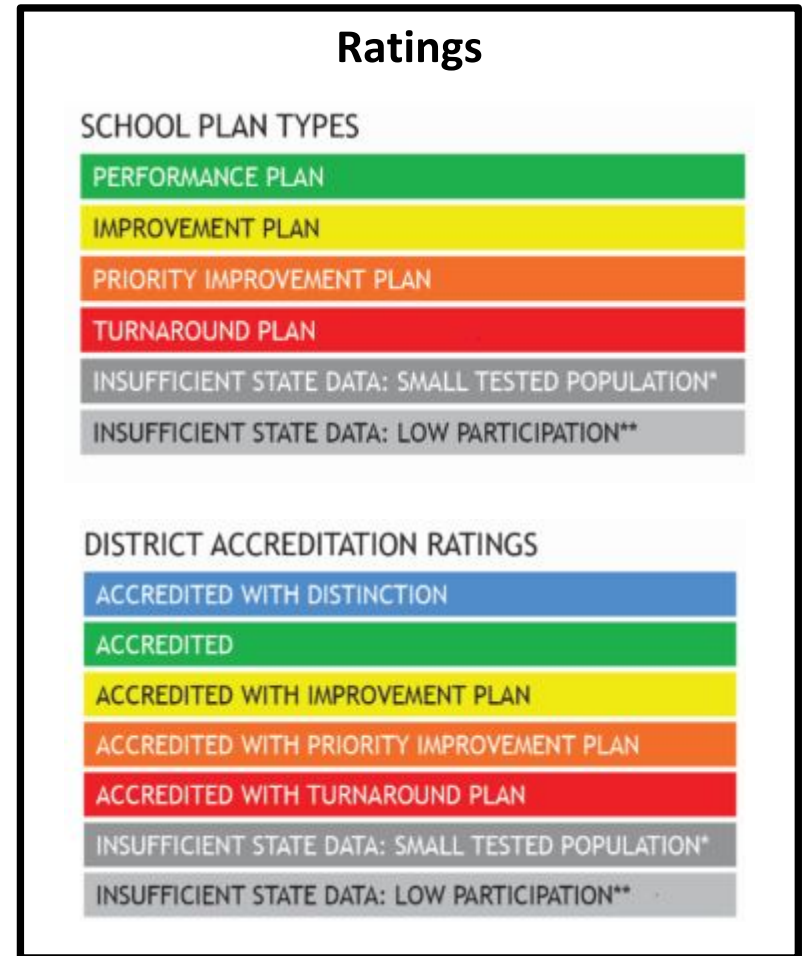 Ratings
SCHOOL PLAN TYPES
PERFORMANCE PLAN
IMPROVEMENT PLAN
PRIORITY IMPROVEMENT PLAN
TURNAROUND PLAN
INSUFFICIENT STATE DATA: SMALL TESTED POPULATION*
INSUFFICIENT STATE DATA: LOW PARTICIPATION**
DISTRICT ACCREDITATION RATINGS
ACCREDITED WITH DISTINCTION
ACCREDITED
ACCREDITED WITH IMPROVEMENT PLAN
ACCREDITED WITH PRIORITY IMPROVEMENT PLAN
ACCREDITED WITH TURNAROUND PLAN
INSUFFICIENT STATE DATA: SMALL TESTED POPULATION*
INSUFFICIENT STATE DATA: LOW PARTICIPATION**